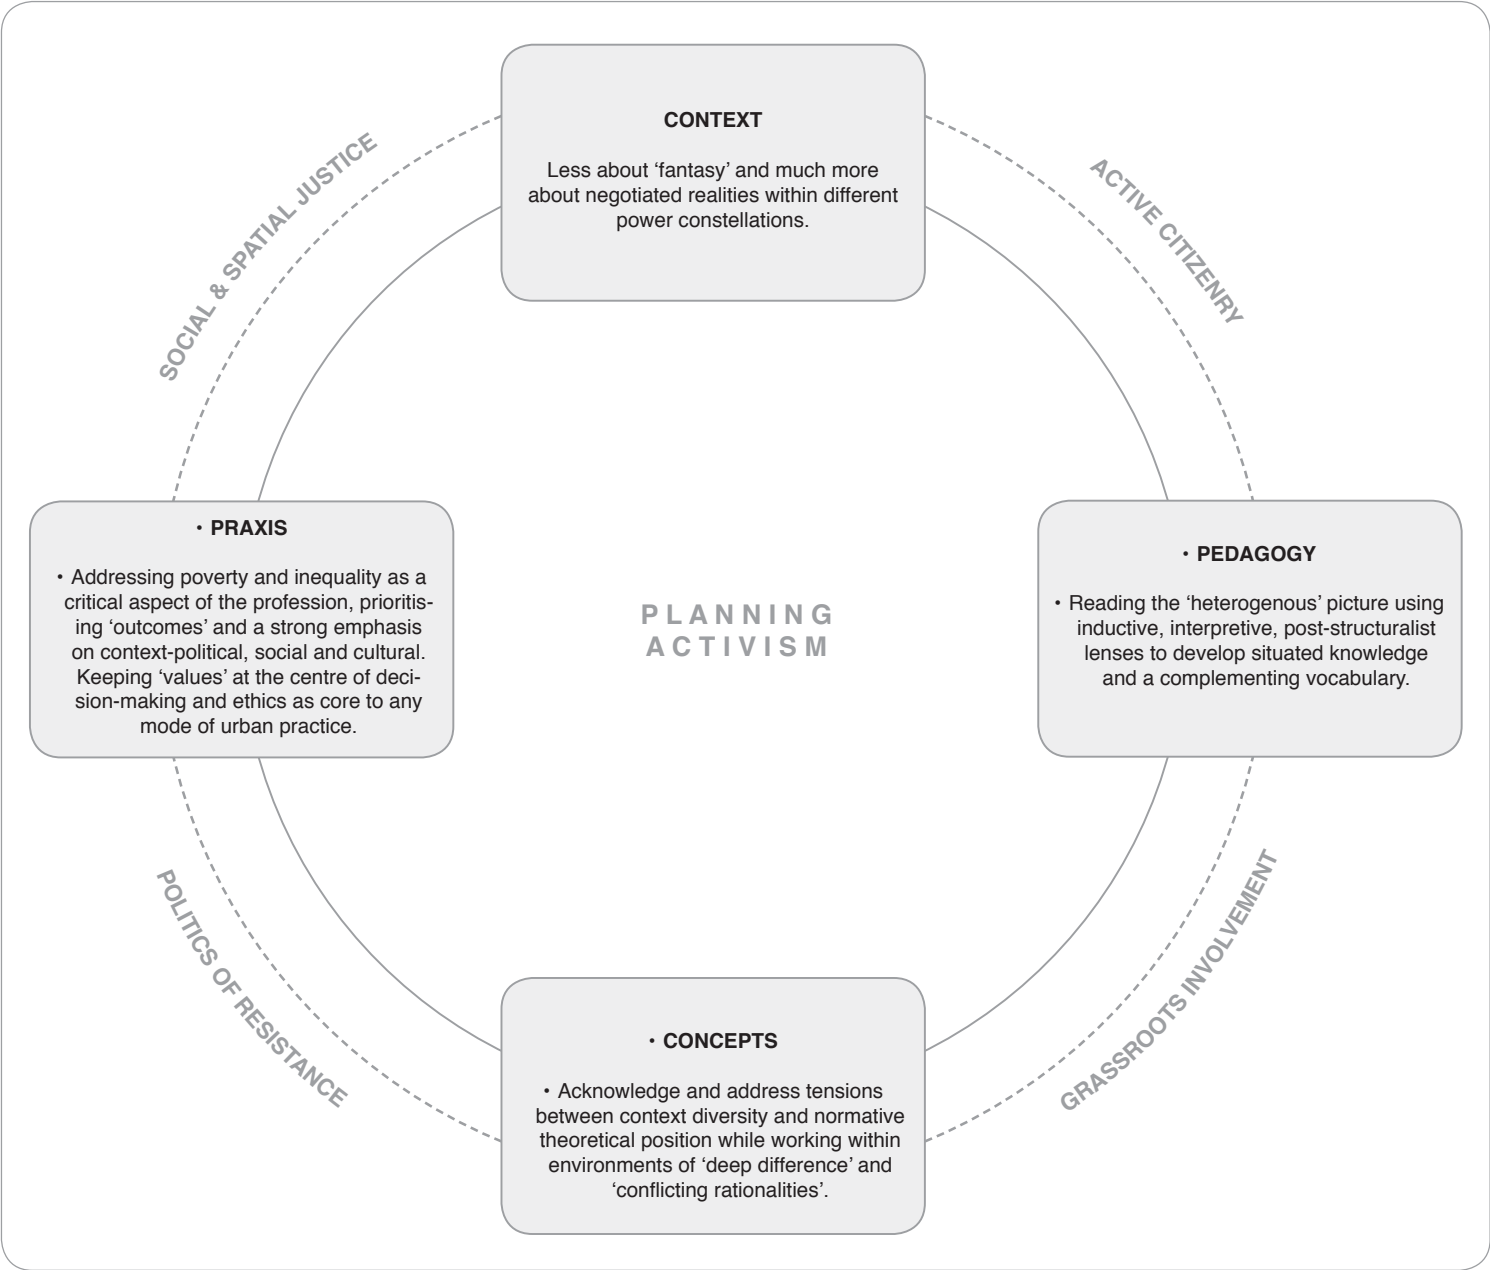 CONTEXT
Less about ‘fantasy’ and much more
about negotiated realities within different
power constellations.
SOCIAL & SPATIAL JUSTICE
ACTIVE CITIZENRY
• PRAXIS
• Addressing poverty and inequality as a
critical aspect of the profession, prioritis-
ing ‘outcomes’ and a strong emphasis
on context-political, social and cultural.
Keeping ‘values’ at the centre of deci-
sion-making and ethics as core to any
mode of urban practice.
PLANNING
ACTIVISM
• PEDAGOGY
• Reading the ‘heterogenous’ picture using
inductive, interpretive, post-structuralist
lenses to develop situated knowledge
and a complementing vocabulary.
POLITICS OF RESISTANCE
GRASSROOTS INVOLVEMENT
• CONCEPTS
• Acknowledge and address tensions
between context diversity and normative
theoretical position while working within
environments of ‘deep difference’ and
‘conflicting rationalities’.